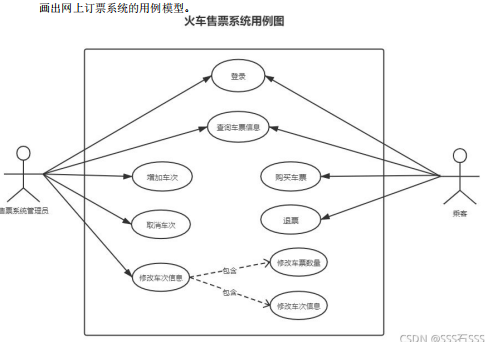 画出网上订票系统的用例模型。
火车售票系统用例图
登录
查询车票信息
增加车次
购买车票
售票系统管理员
乘客
取消车次
退票
修改车次信息
包含
修改车票数量
包含
修改车次信息
CSDN @sss石sss